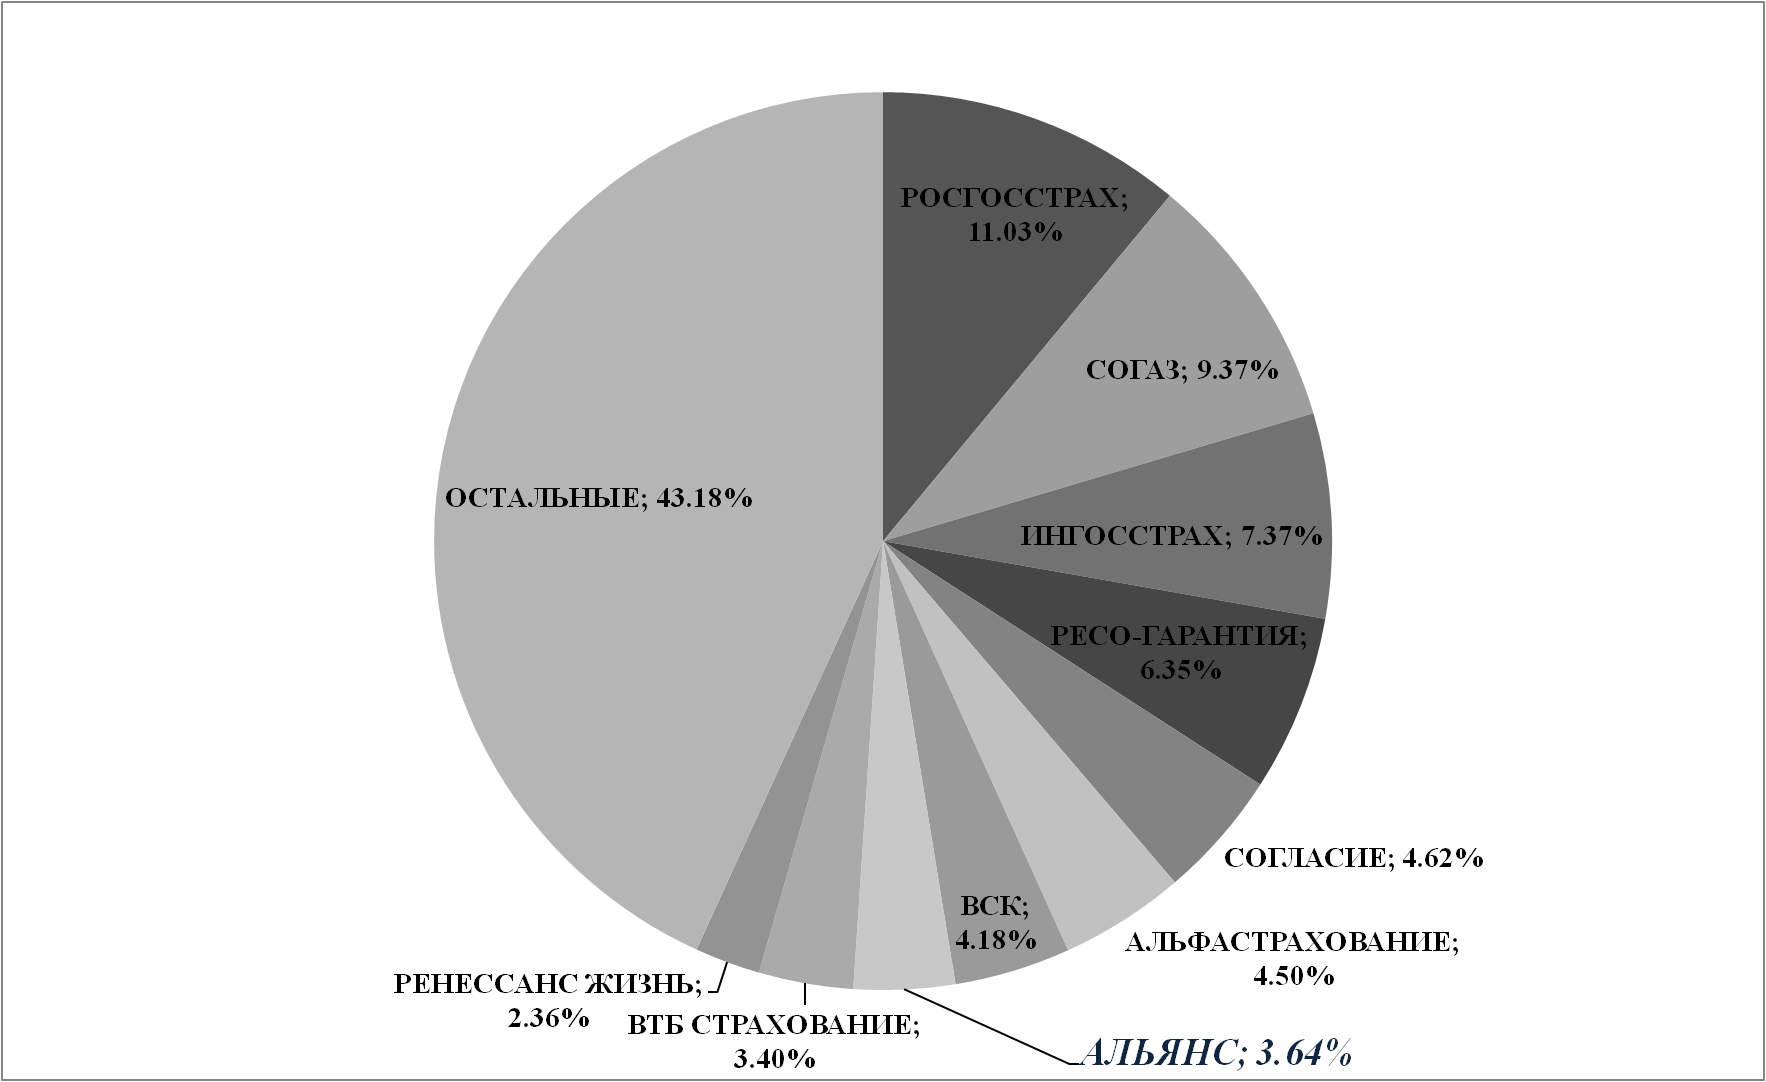 РОСГОССТРАХ;
11.03%
СОГАЗ; 9.37%
ИНГОССТРАХ; 7.37%
РЕСО-ГАРАНТИЯ;
6.35%
СОГЛАСИЕ; 4.62%
АЛЬФАСТРАХОВАНИЕ;
4.50%
ВСК;
4.18%
АЛЬЯНС; 3.64%
ВТБ СТРАХОВАНИЕ;
3.40%
РЕНЕССАНС ЖИЗНЬ;
2.36%
ОСТАЛЬНЫЕ; 43.18%